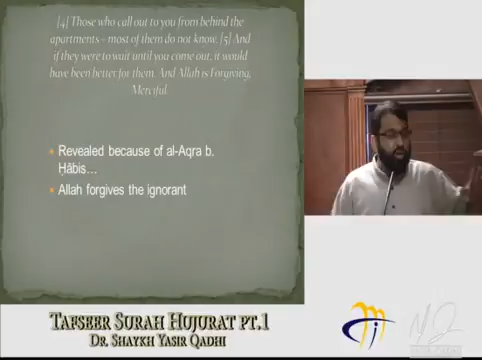 [4] Those who call out to you from behind the
apartments - most of them do not know. [5] And
if they were to wait until you come out, it would
have been better for them. And Allah is Forgiving,
Merciful.
Revealed because of al-Aqra b.
Ḥābis...
Allah forgives the ignorant
TAFSEER SURAH HUJURAT PT.1
DR. SHAYKH YASIR QADHI